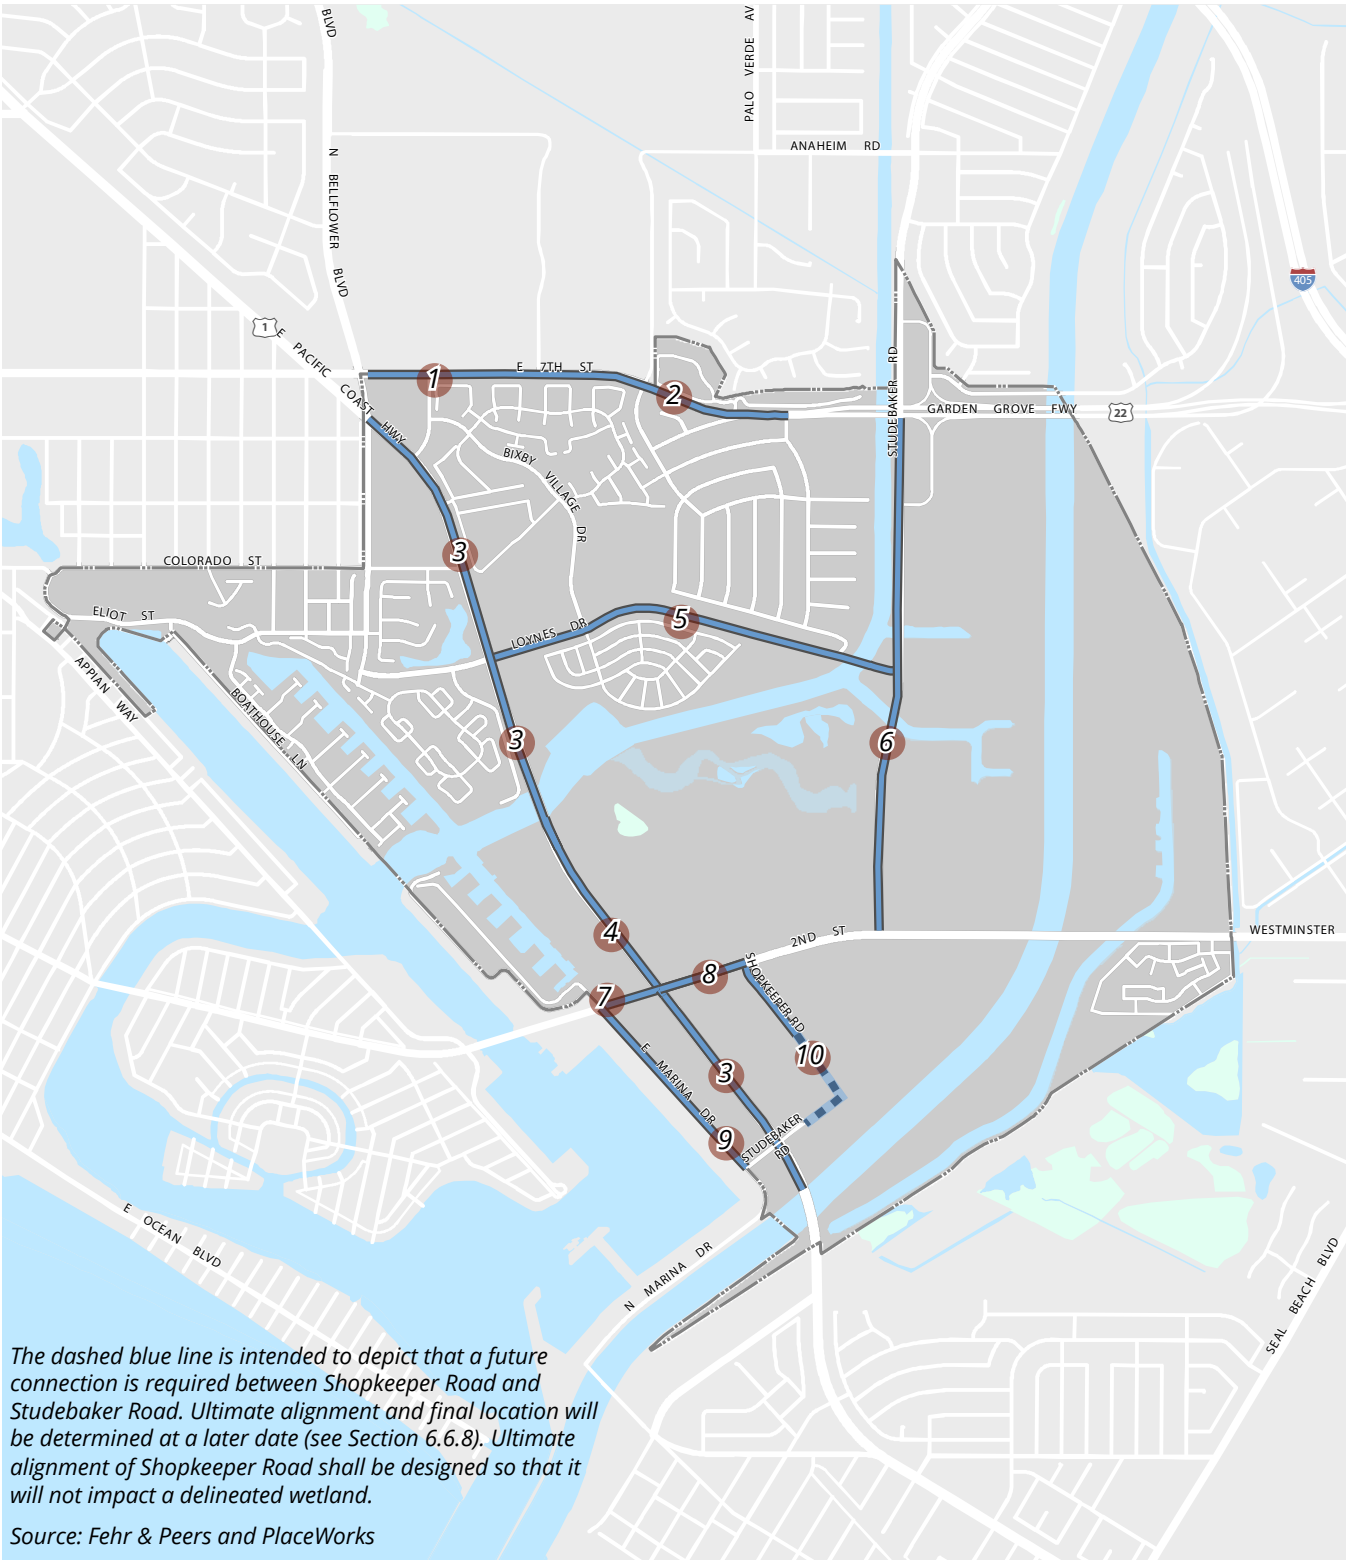 BLVD
PALO VERDE AV
ANAHEIM RD
N BELLFLOWER BLVD
405
1
E PACIFIC COAST HWY
E 7TH ST
1
2
STUDEBAKER RD
GARDEN GROVE FWY
22
BIXBY VILLAGE DR
3
COLORADO ST
ELIOT ST
LOYNES DR
5
APPIAN WAY
BOATHOUSE LN
3
6
4
2ND ST
WESTMINSTER
8
SHOPKEEPER RD
7
E MARINA DR
10
3
9
STUDEBAKER RD
E OCEAN BLVD
N MARINA DR
SEAL BEACH BLVD
The dashed blue line is intended to depict that a future
connection is required between Shopkeeper Road and
Studebaker Road. Ultimate alignment and final location will
be determined at a later date (see Section 6.6.8). Ultimate
alignment of Shopkeeper Road shall be designed so that it
will not impact a delineated wetland.
Source: Fehr & Peers and PlaceWorks